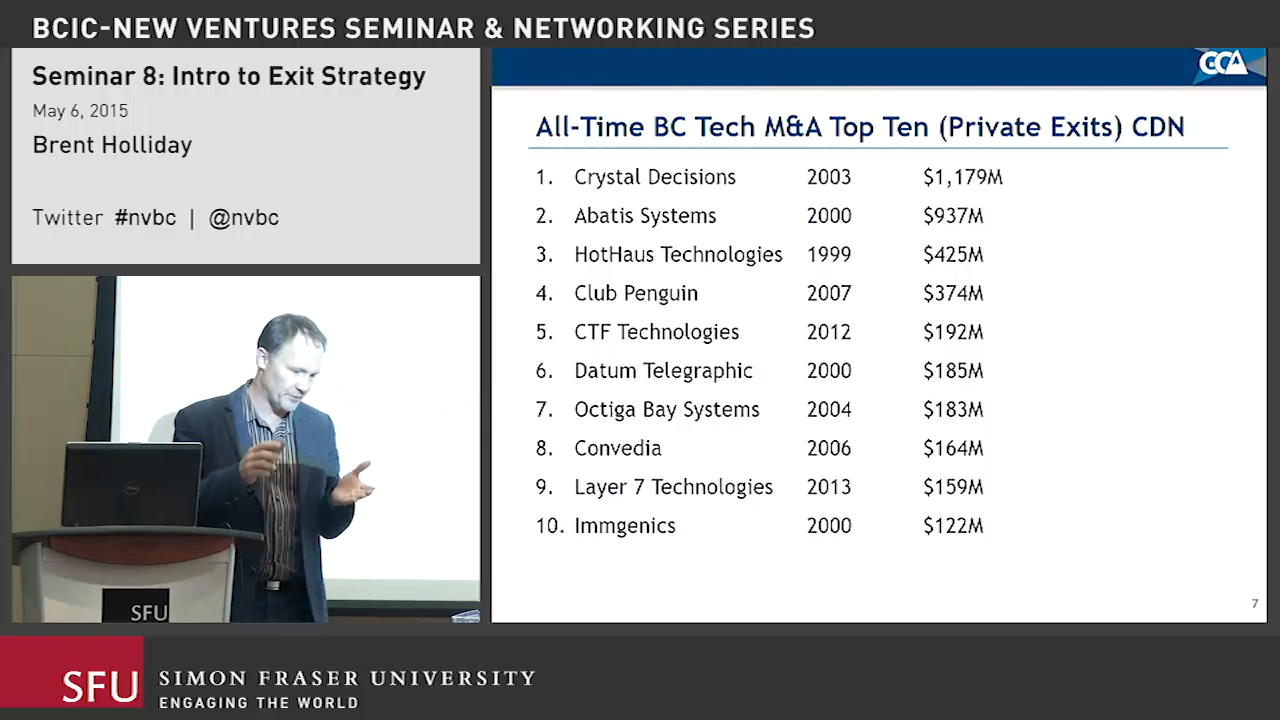 BCIC-NEW VENTURES SEMINAR & NETWORKING SERIES
Seminar 8: Intro to Exit Strategy
May 6, 2015
Brent Holliday
Twitter #nvbc | @nvbc
CCA
All-Time BC Tech M&A Top Ten (Private Exits) CDN
1. Crystal Decisions 2003 $1,179M
2. Abatis Systems 2000 $937M
3. HotHaus Technologies 1999 $425M
4. Club Penguin 2007 $374M
5. CTF Technologies 2012 $192M
6. Datum Telegraphic 2000 $185M
7. Octiga Bay Systems 2004 $183M
8. Convedia 2006 $164M
9. Layer 7 Technologies 2013 $159M
10. Immgenics 2000 $122M
7
DELL
SFU
SFU SIMON FRASER UNIVERSITY
ENGAGING THE WORLD